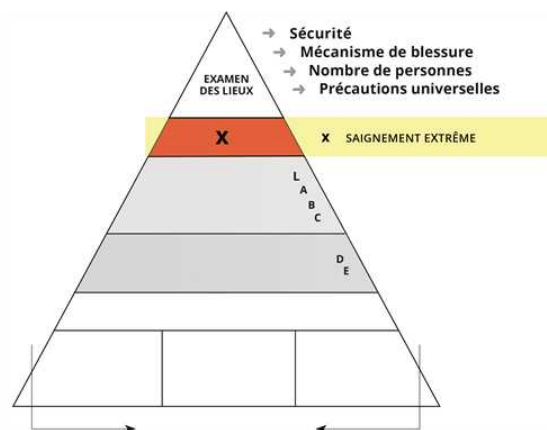 → Sécurité
→ Mécanisme de blessure
→ Nombre de personnes
→ Précautions universelles
EXAMEN
DES LIEUX
X
X SAIGNEMENT EXTRÊME
L
A
B
C
D
E